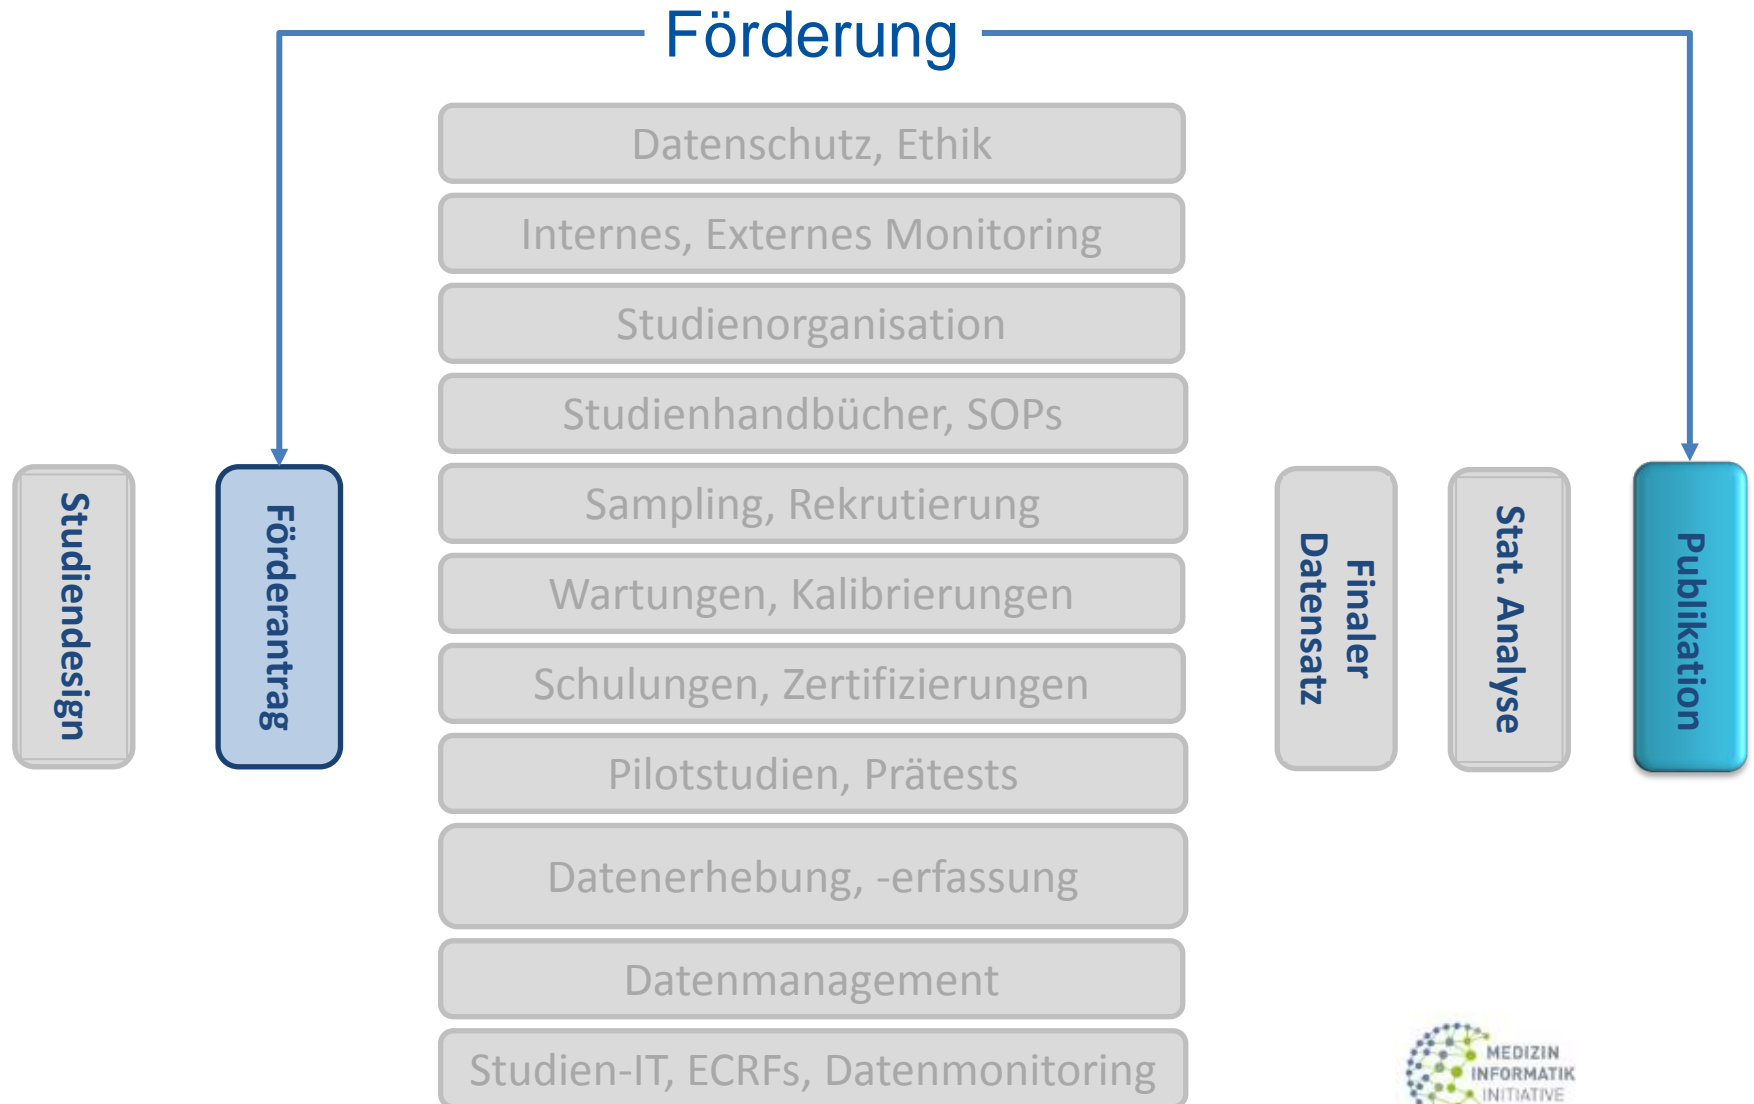 Förderung
Datenschutz, Ethik
Internes, Externes Monitoring
Studienorganisation
Studienhandbücher, SOPs
Sampling, Rekrutierung
Wartungen, Kalibrierungen
Schulungen, Zertifizierungen
Pilotstudien, Prätests
Datenerhebung, -erfassung
Datenmanagement
Studien-IT, ECRFs, Datenmonitoring
Studiendesign
Förderantrag
Finaler
Datensatz
Stat. Analyse
Publikation
MEDIZIN
INFORMATIK
INITIATIVE